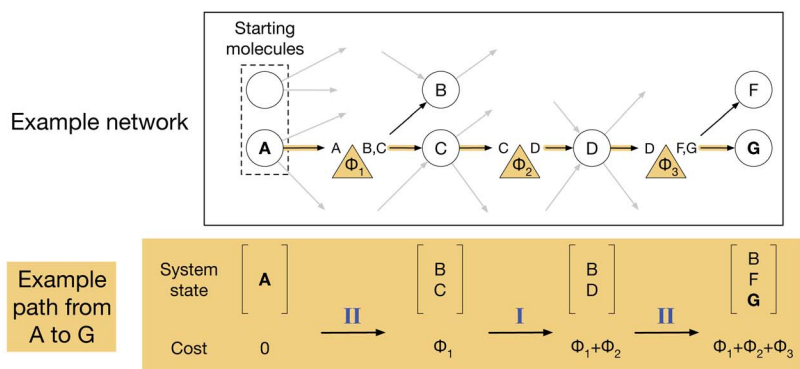 Starting
molecules
Example network
B
F
A
A B,C
Φ1
C
C D
Φ2
D
D F,G
Φ3
G
Example
path from
A to G
System
state
A
B
C
B
D
B
F
G
II
I
II
Cost
0
Φ1
Φ1+Φ2
Φ1+Φ2+Φ3